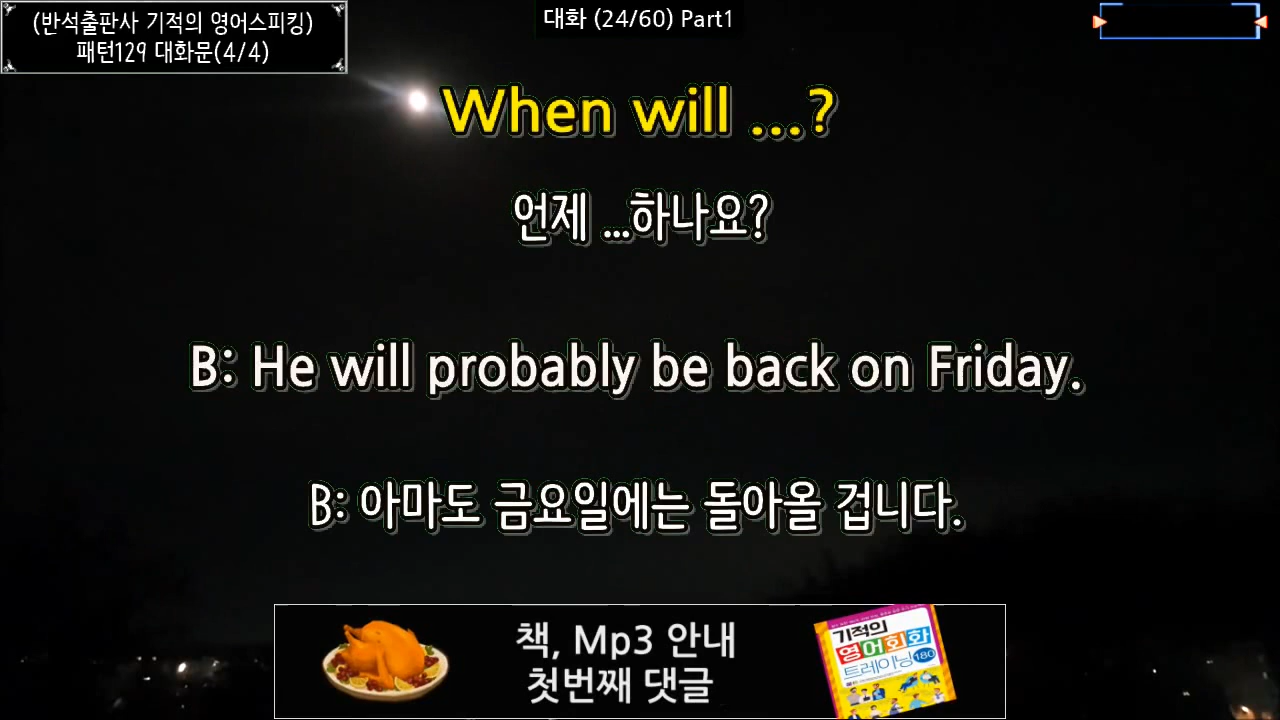 (반석출판사 기적의 영어스피킹)
패턴129 대화문(4/4)
대화 (24/60) Part1
When will ...?
언제 ...하나요?
B: He will probably be back on Friday.
B: 아마도 금요일에는 돌아올 겁니다.
책, Mp3 안내
첫번째 댓글
기적의
영어회화
트레이닝 180